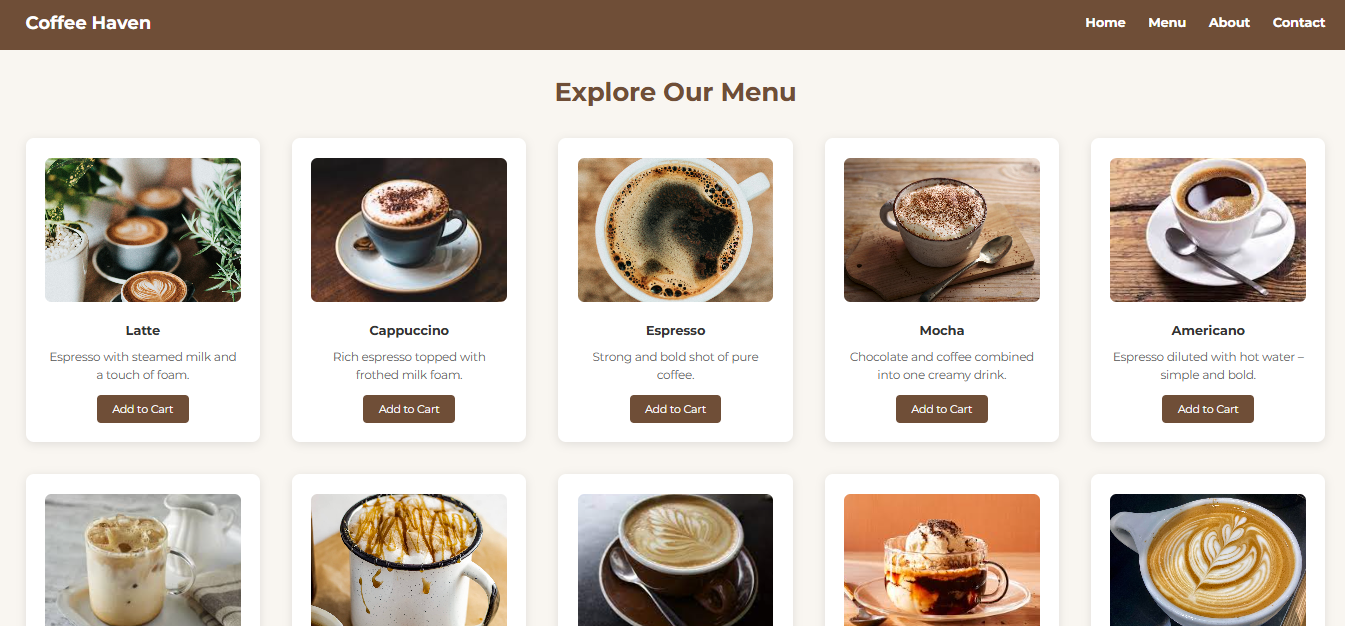 Coffee Haven
Home Menu About Contact
Explore Our Menu
Latte
Espresso with steamed milk and
a touch of foam.
Add to Cart
Cappuccino
Rich espresso topped with
frothed milk foam.
Add to Cart
Espresso
Strong and bold shot of pure
coffee.
Add to Cart
Mocha
Chocolate and coffee combined
into one creamy drink.
Add to Cart
Americano
Espresso diluted with hot water –
simple and bold.
Add to Cart